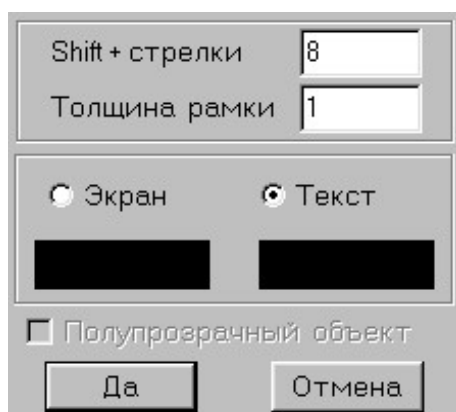 Shift + стрелки 8
Толщина рамки 1
Экран Текст
Полупрозрачный объект
Да Отмена